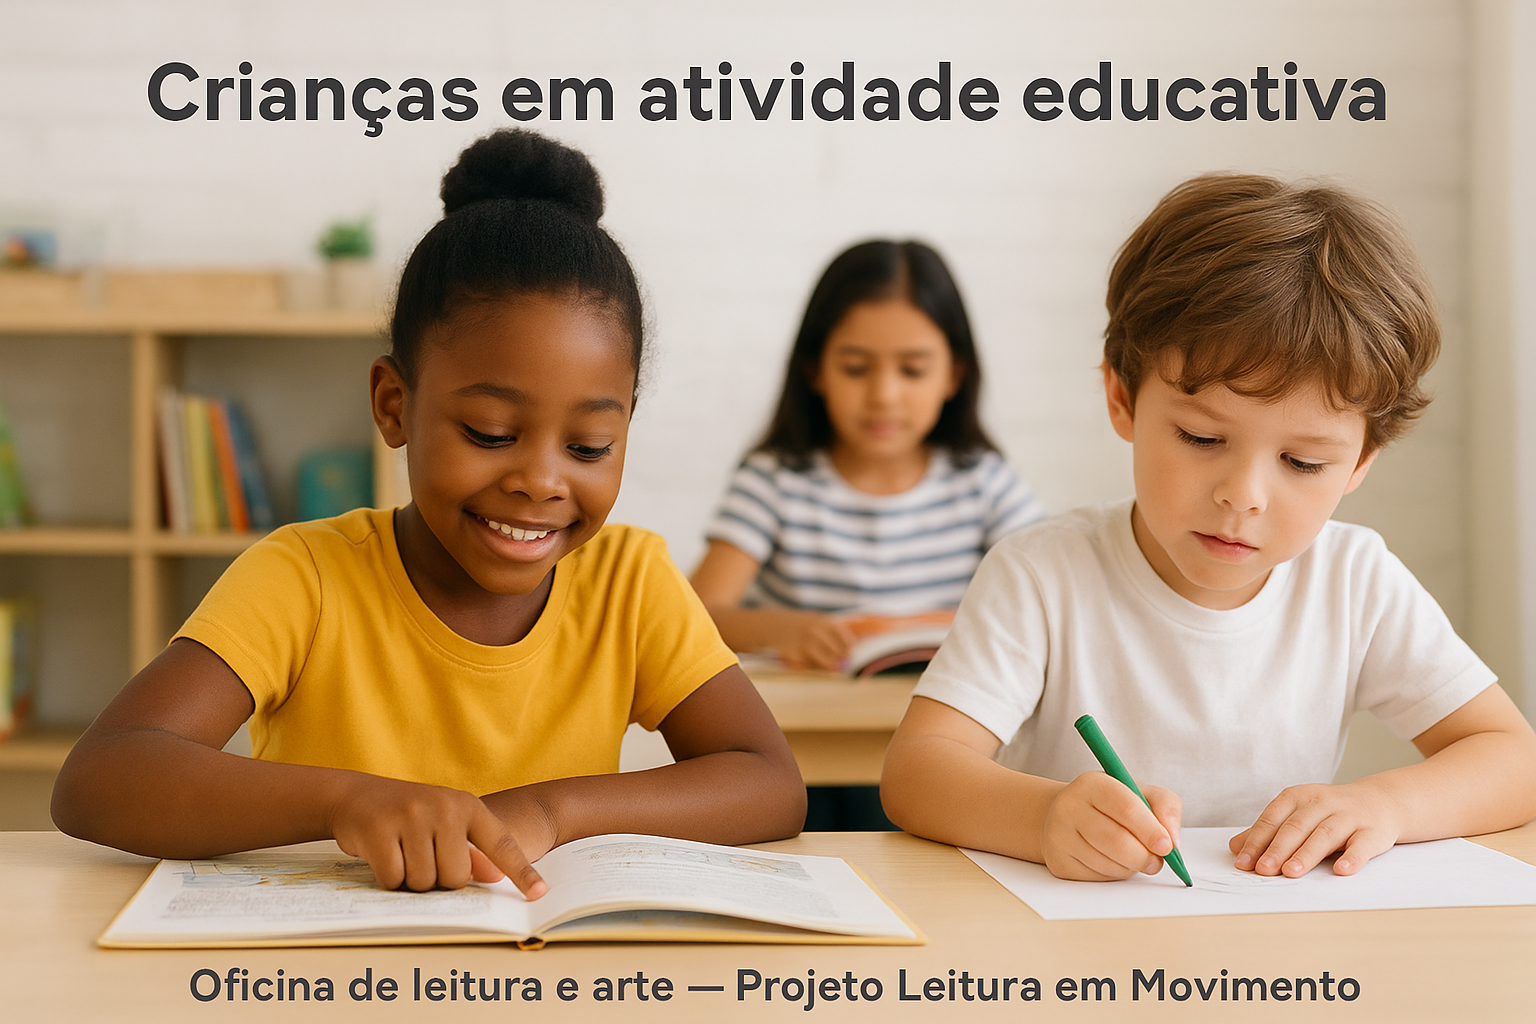 Crianças em atividade educativa
Oficina de leitura e arte — Projeto Leitura em Movimento